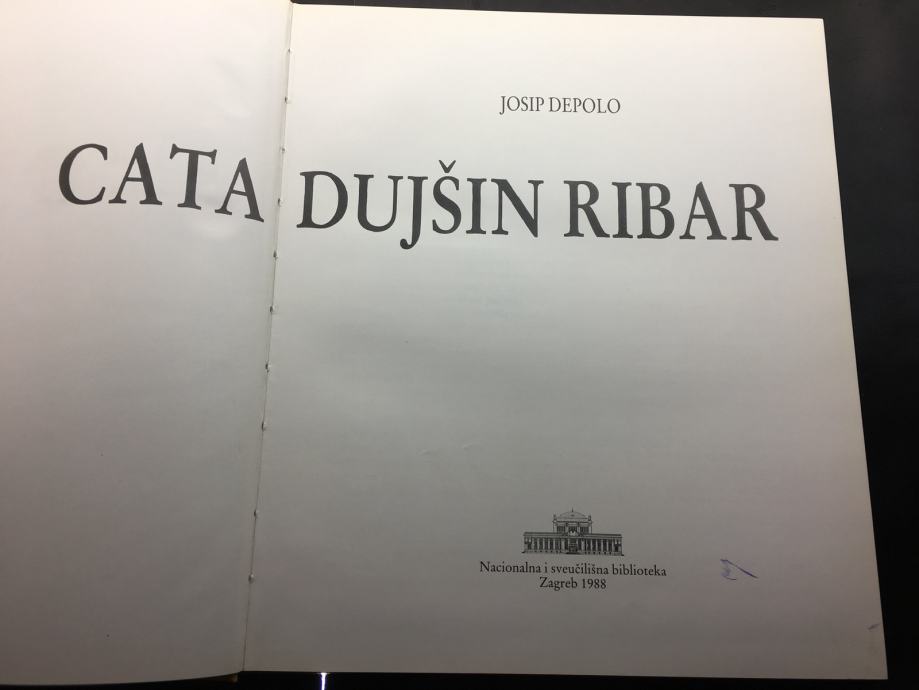 JOSIP DEPOLO
CATA DUJŠIN RIBAR
Nacionalna i sveučilišna biblioteka
Zagreb 1988